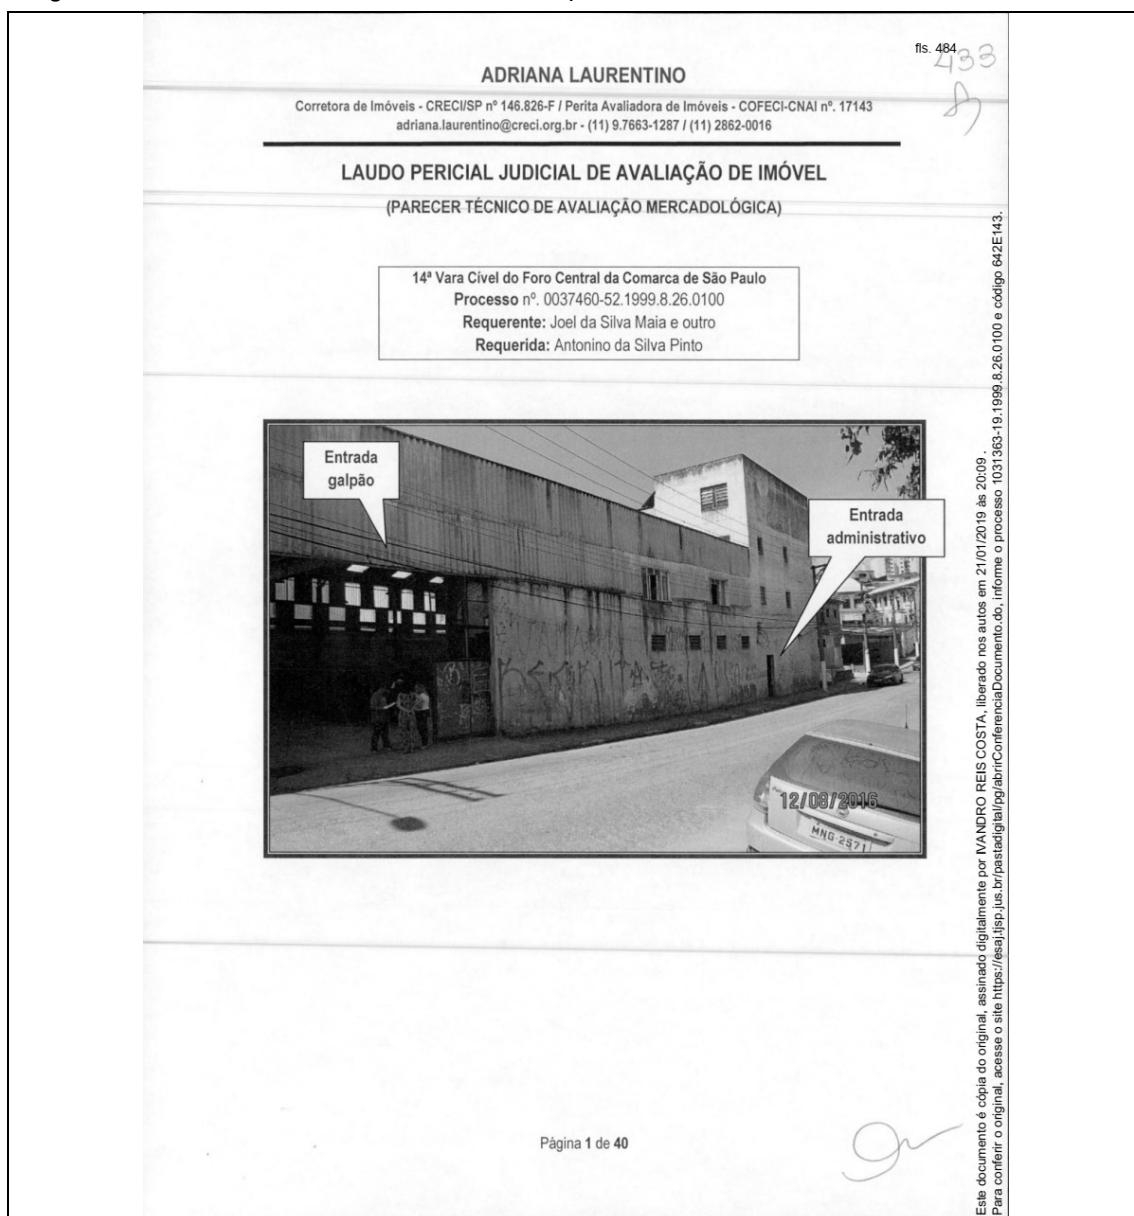 fls. 484
433
ADRIANA LAURENTINO
Corretora de Imóveis - CRECI/SP nº 146.826-F / Perita Avaliadora de Imóveis - COFECI-CNAI nº. 17143
adriana.laurentino@creci.org.br - (11) 9.7663-1287 / (11) 2862-0016
LAUDO PERICIAL JUDICIAL DE AVALIAÇÃO DE IMÓVEL
(PARECER TÉCNICO DE AVALIAÇÃO MERCADOLÓGICA)
14ª Vara Cível do Foro Central da Comarca de São Paulo
Processo nº. 0037460-52.1999.8.26.0100
Requerente: Joel da Silva Maia e outro
Requerida: Antonino da Silva Pinto
Entrada
galpão
Entrada
administrativo
12/08/2016
MNG-2571
Página 1 de 40
Este documento é cópia do original, assinado digitalmente por IVANDRO REIS COSTA, liberado nos autos em 21/01/2019 às 20:09 .
Para conferir o original, acesse o site https://esaj.tjsp.jus.br/pastadigital/pg/abrirConferenciaDocumento.do, informe o processo 1031363-19.1999.8.26.0100 e código 642E143.